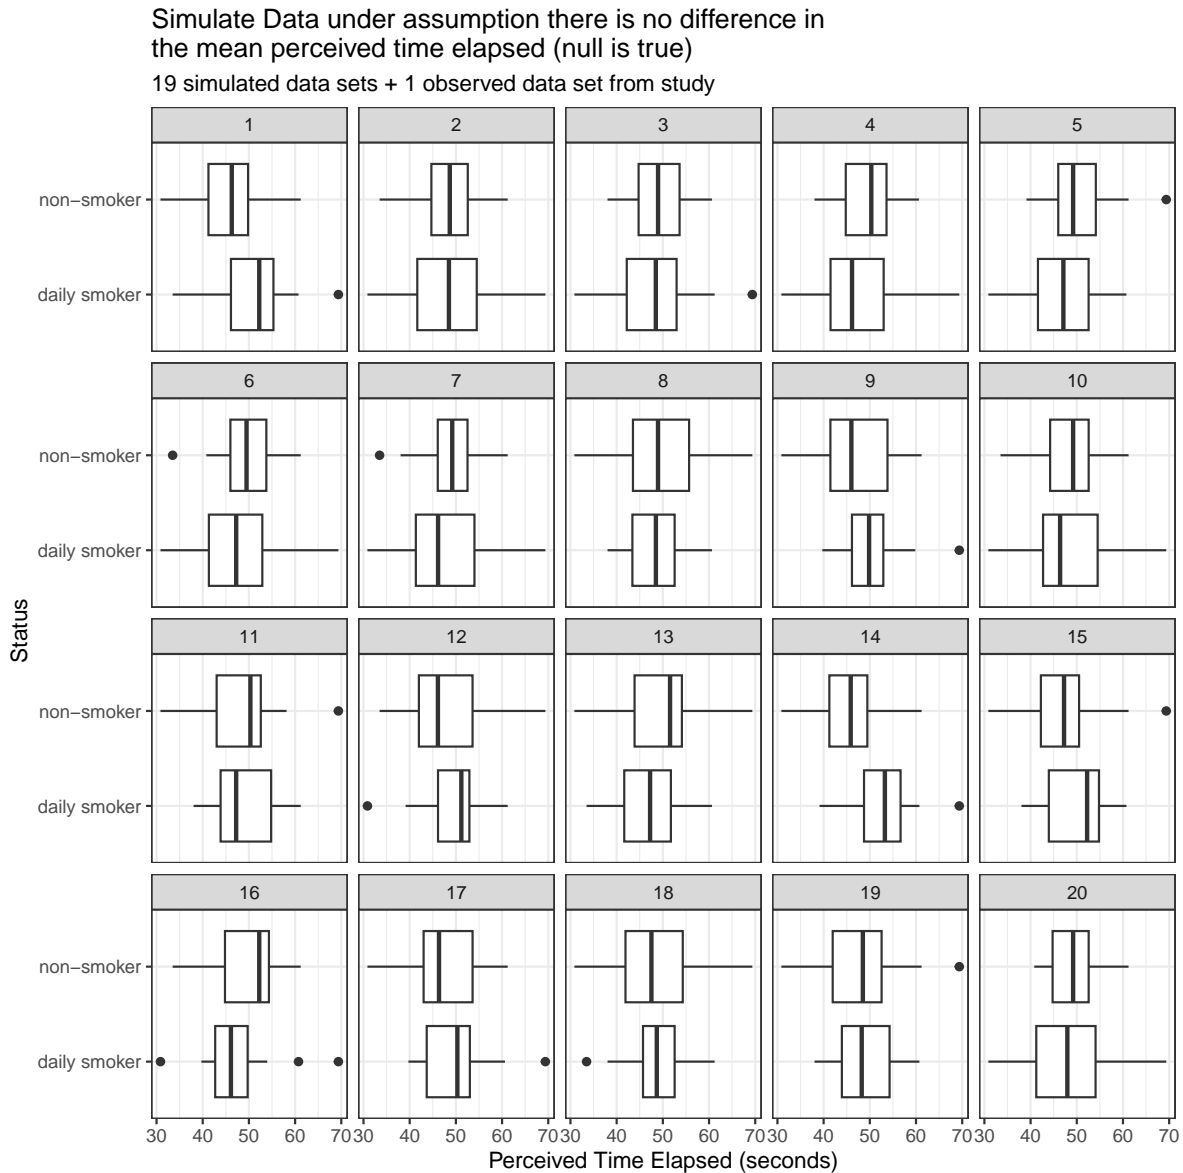 Simulate Data under assumption there is no difference in
the mean perceived time elapsed (null is true)
19 simulated data sets + 1 observed data set from study
1 2 3 4 5
non−smoker
daily smoker
6 7 8 9 10
non−smoker
daily smoker
Status
11 12 13 14 15
non−smoker
daily smoker
16 17 18 19 20
non−smoker
daily smoker
30 40 50 60 70 30 40 50 60 70 30 40 50 60 70 30 40 50 60 70 30 40 50 60 70
Perceived Time Elapsed (seconds)